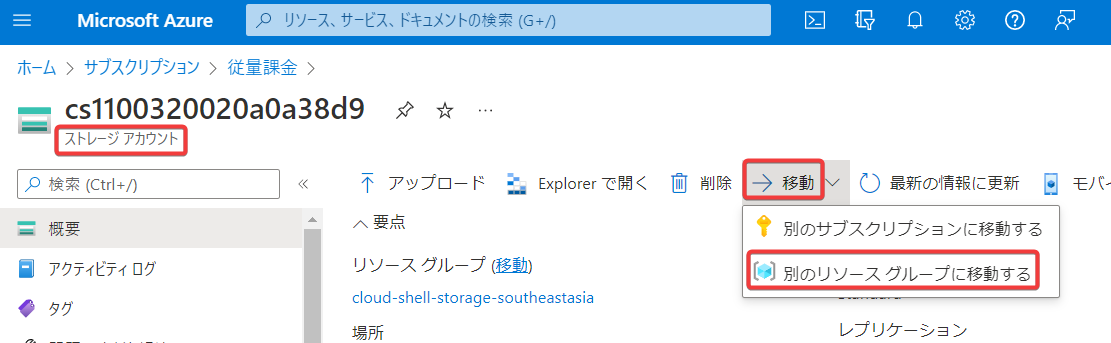 Microsoft Azure
リソース、サービス、ドキュメントの検索 (G+/)
ホーム > サブスクリプション > 従量課金 >
cs1100320020a0a38d9
ストレージ アカウント
検索 (Ctrl+/)
アップロード Explorer で開く 削除 移動 最新の情報に更新 モバイ
別のサブスクリプションに移動する
別のリソース グループに移動する
概要
アクティビティ ログ
タグ
要点
リソース グループ (移動)
cloud-shell-storage-southeastasia
場所
レプリケーション